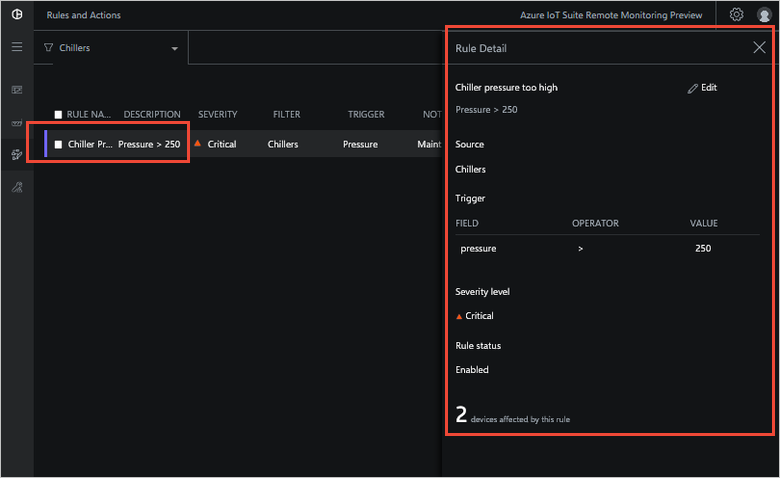 Rules and Actions
Azure IoT Suite Remote Monitoring Preview
Chillers
RULE NA... DESCRIPTION SEVERITY FILTER TRIGGER NOT
Chiller Pr... Pressure > 250 Critical Chillers Pressure Maint
Rule Detail
Chiller pressure too high
Edit
Pressure > 250
Source
Chillers
Trigger
FIELD OPERATOR VALUE
pressure > 250
Severity level
Critical
Rule status
Enabled
2 devices affected by this rule